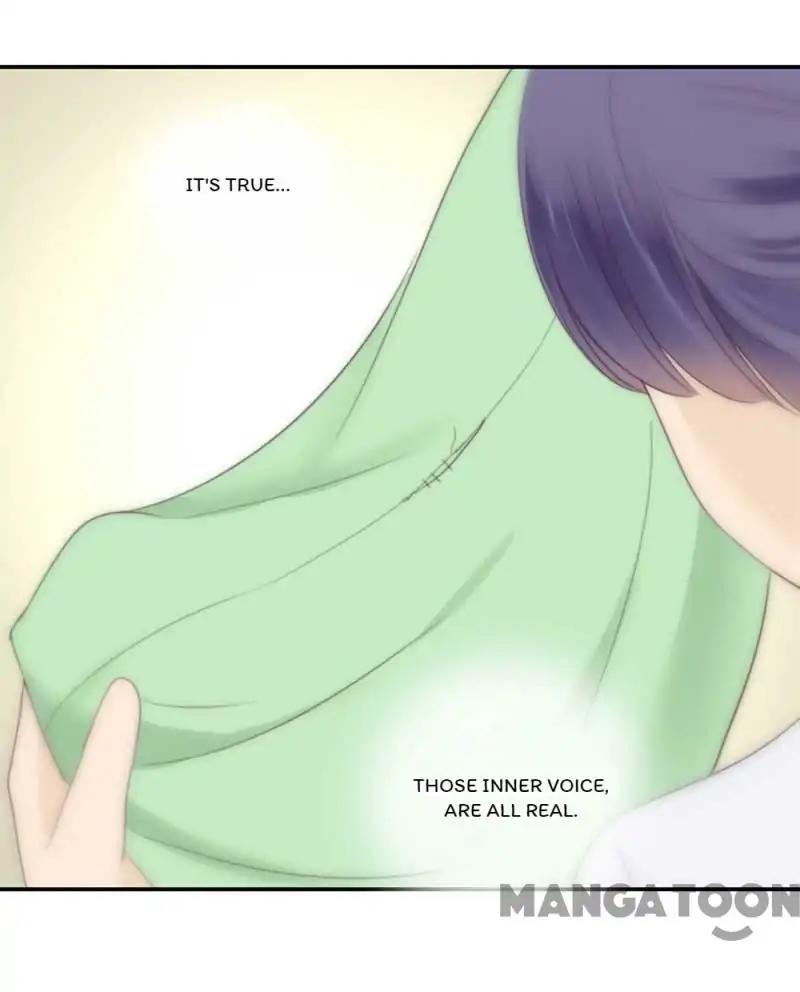 IT'S TRUE...
THOSE INNER VOICE,
ARE ALL REAL.
MANGATOON